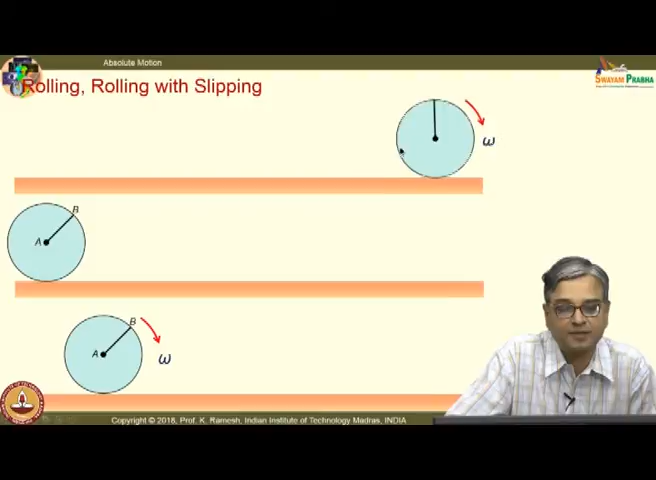 Absolute Motion
SWAYAM PRABHA
Rolling, Rolling with Slipping
ω
B
A
B
A
ω
Copyright © 2018, Prof. K. Ramesh, Indian Institute of Technology Madras, INDIA